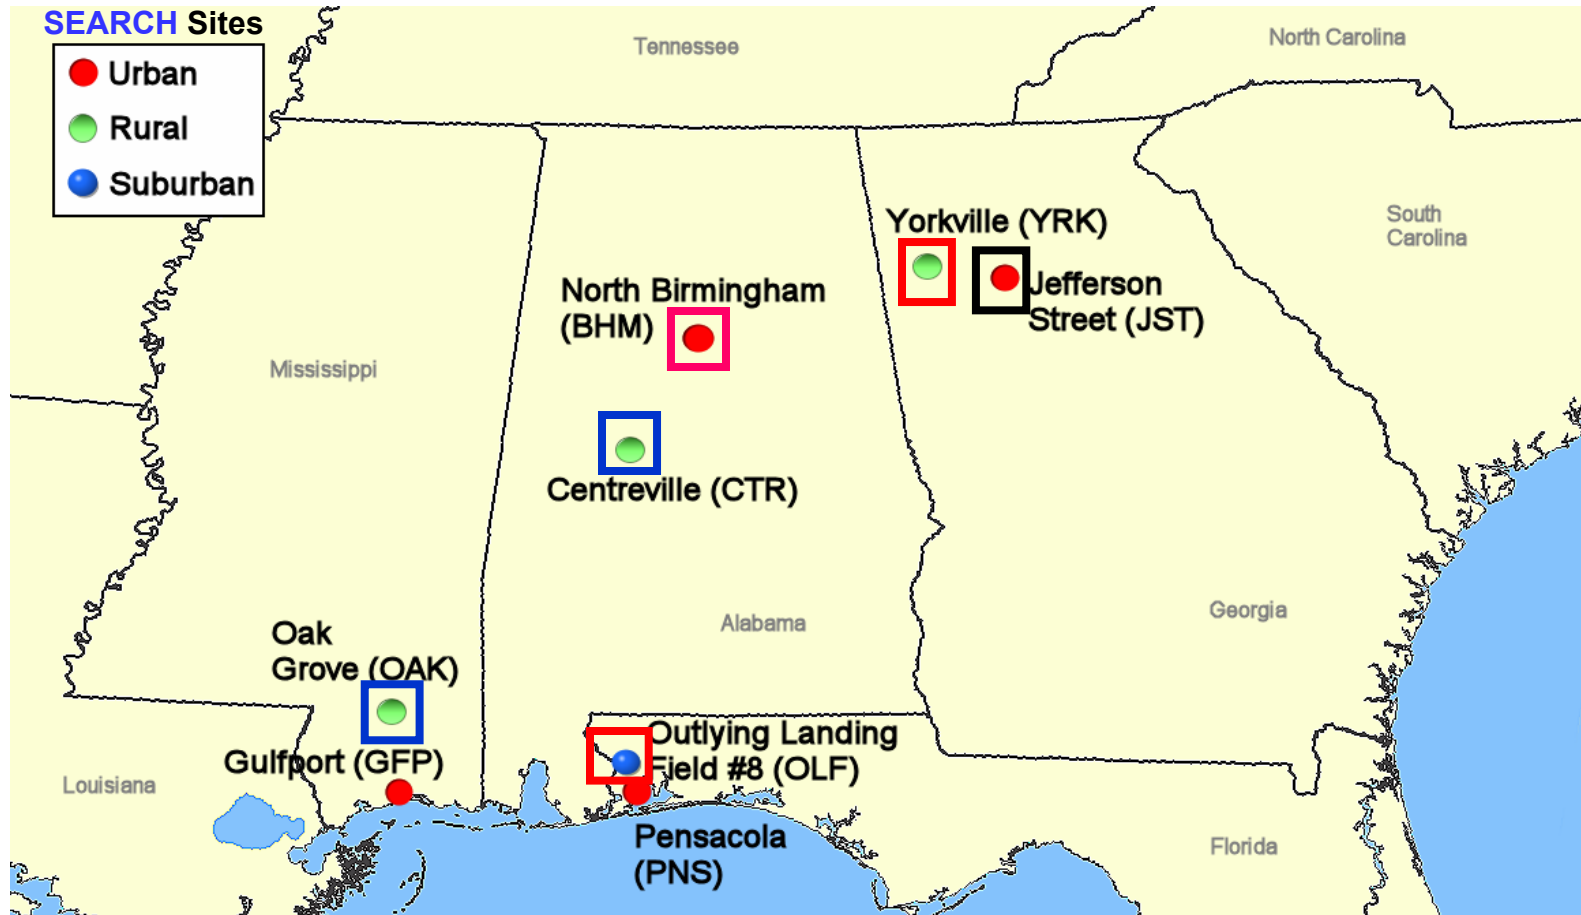 SEARCH Sites
Urban
Rural
Suburban
Tennessee
North Carolina
South
Carolina
Yorkville (YRK)
Jefferson
Street (JST)
North Birmingham
(BHM)
Mississippi
Centreville (CTR)
Georgia
Alabama
Oak
Grove (OAK)
Gulfport (GFP)
Outlying Landing
Field #8 (OLF)
Louisiana
Pensacola
(PNS)
Florida